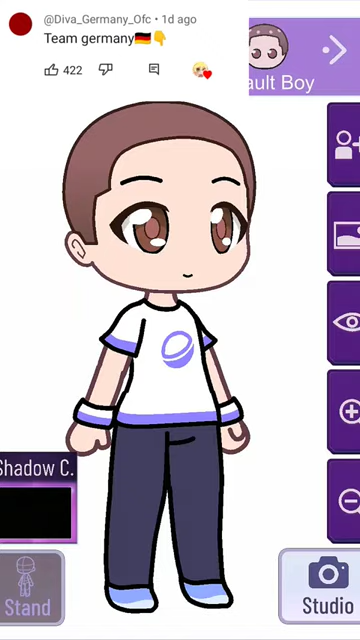 @Diva_Germany_Ofc • 1d ago
Team germany🇩🇪👇
422
ault Boy
Shadow C.
Stand
Studio